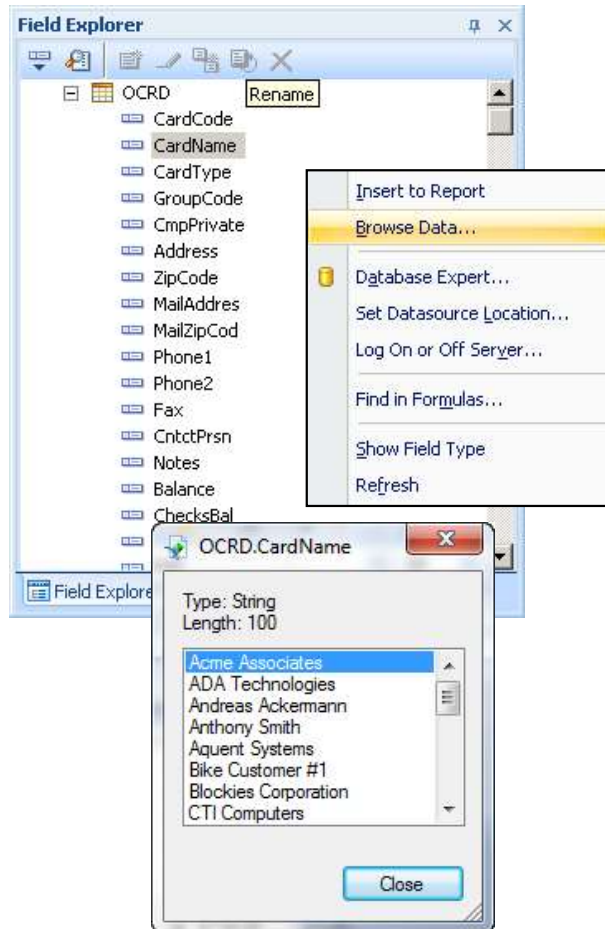 Field Explorer
OCRD
Rename
CardCode
CardName
CardType
GroupCode
CmpPrivate
Address
ZipCode
MailAddres
MailZipCod
Phone1
Phone2
Fax
CntctPrsn
Notes
Balance
ChecksBal
Insert to Report
Browse Data...
Database Expert...
Set Datasource Location...
Log On or Off Server...
Find in Formulas...
Show Field Type
Refresh
Field Explore
OCRD.CardName
Type: String
Length: 100
Acme Associates
ADA Technologies
Andreas Ackermann
Anthony Smith
Aquent Systems
Bike Customer #1
Blockies Corporation
CTI Computers
Close